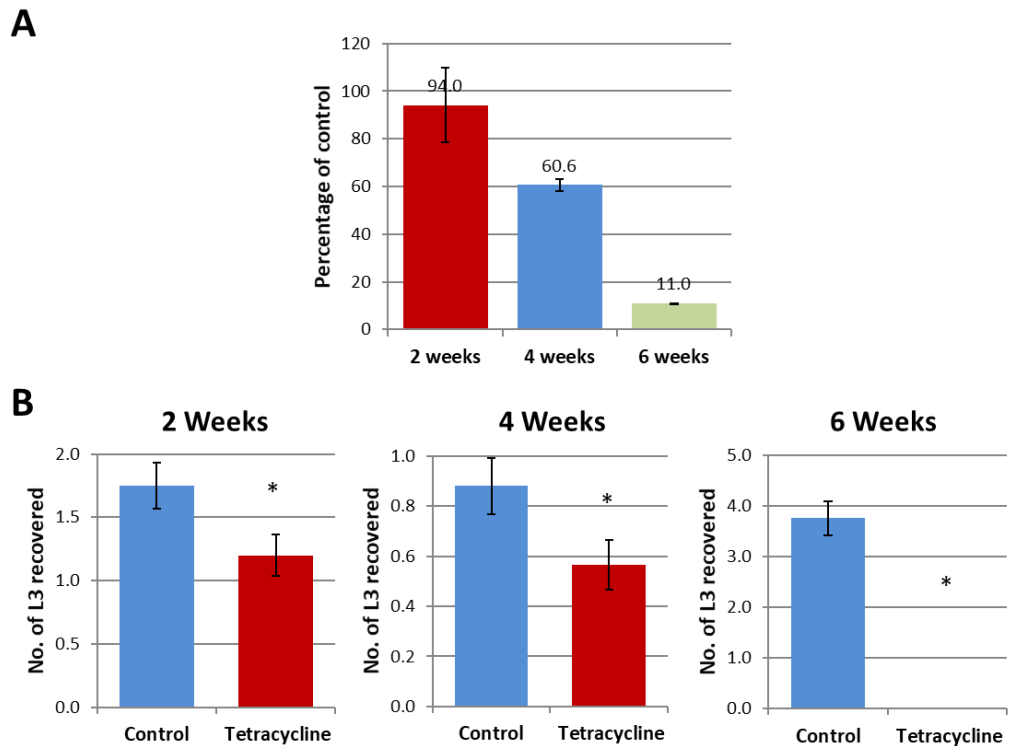 A
120
100
80
60
40
20
0
Percentage of control
94.0
60.6
11.0
2 weeks 4 weeks 6 weeks
B
2 Weeks
2.0
1.5
1.0
0.5
0.0
No. of L3 recovered
*
Control Tetracycline
4 Weeks
1.0
0.8
0.6
0.4
0.2
0.0
No. of L3 recovered
*
Control Tetracycline
6 Weeks
5.0
4.0
3.0
2.0
1.0
0.0
No. of L3 recovered
*
Control Tetracycline